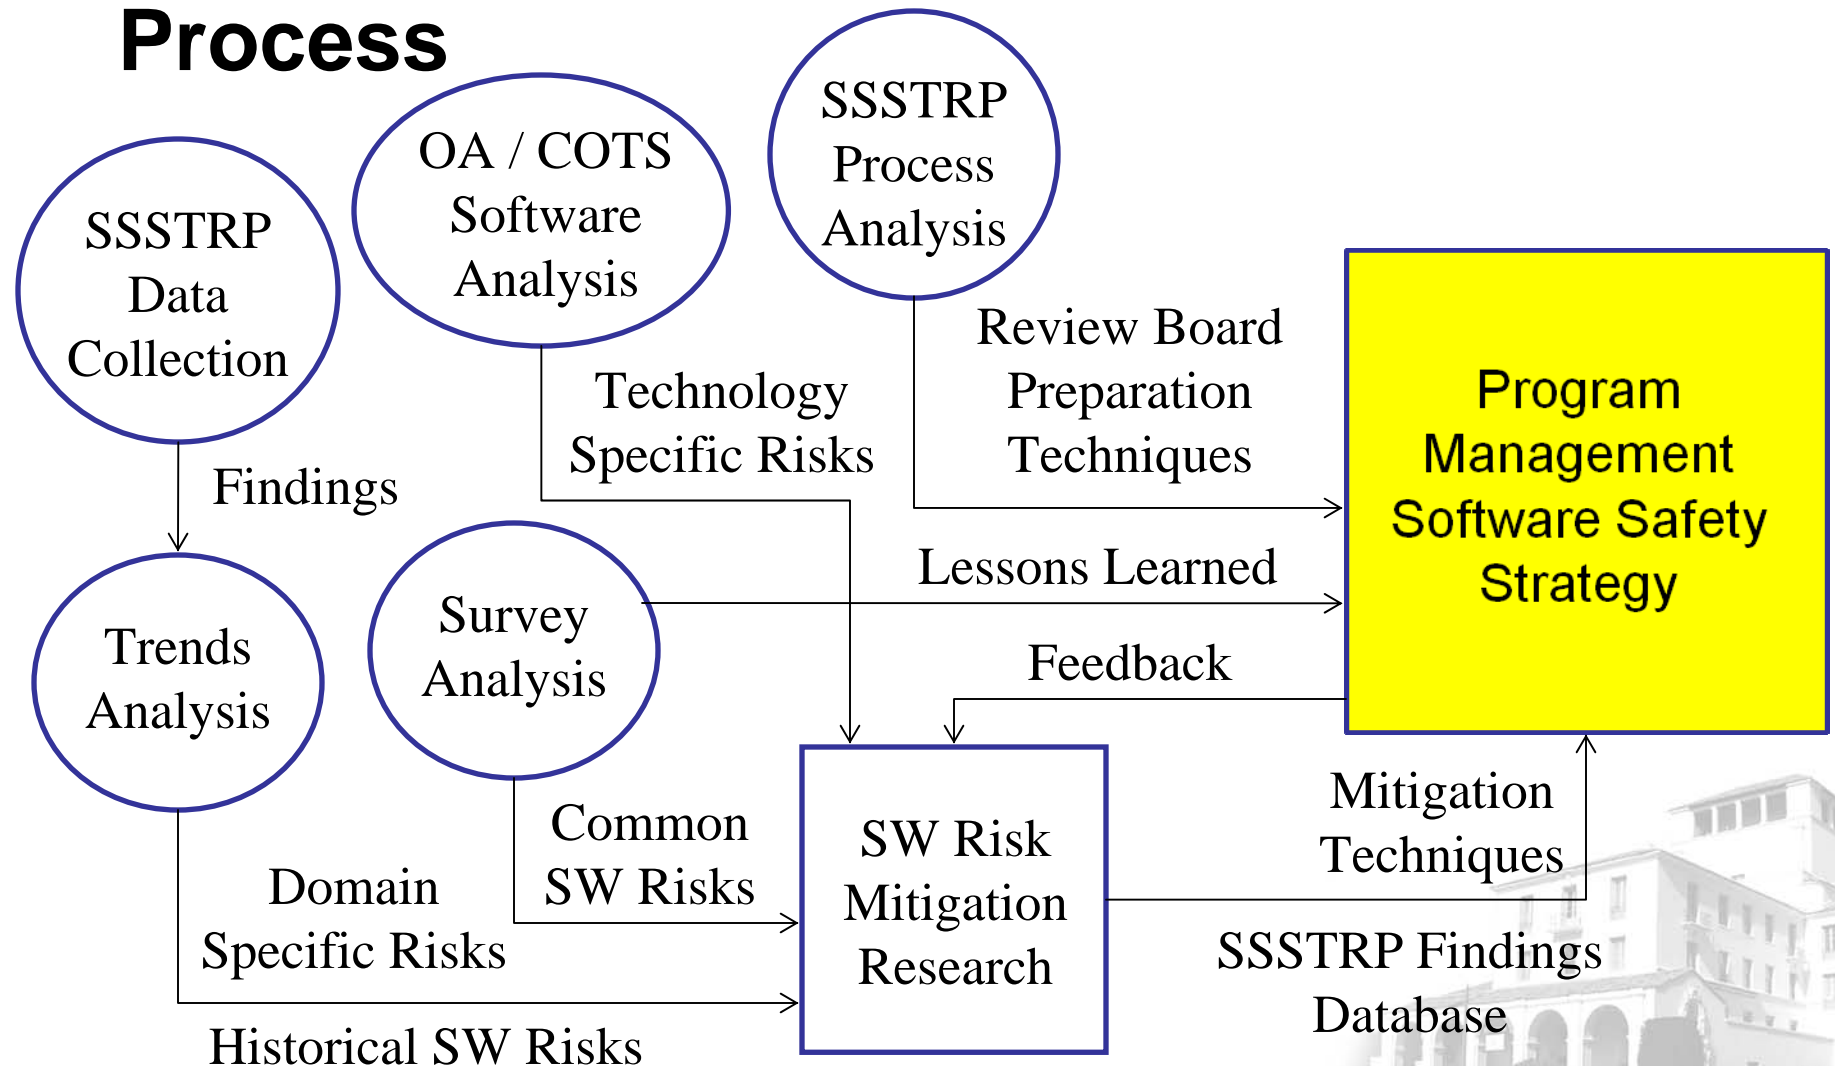 Process
SSSTRP
Process
Analysis
OA / COTS
Software
Analysis
SSSTRP
Data
Collection
Review Board
Preparation
Techniques
Technology
Specific Risks
Program
Management
Software Safety
Strategy
Findings
Lessons Learned
Survey
Analysis
Trends
Analysis
Feedback
Mitigation
Techniques
Common
SW Risks
SW Risk
Mitigation
Research
Domain
Specific Risks
SSSTRP Findings
Database
Historical SW Risks